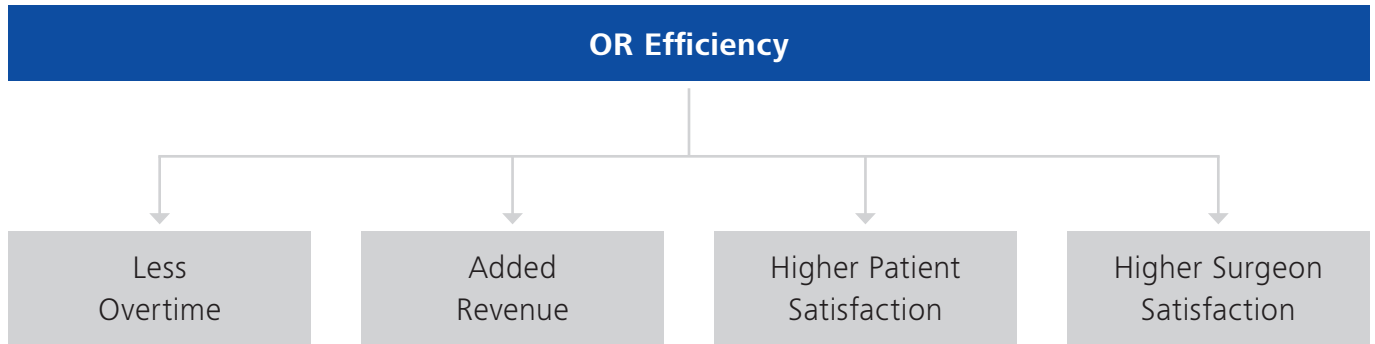 OR Efficiency
Less
Overtime
Added
Revenue
Higher Patient
Satisfaction
Higher Surgeon
Satisfaction